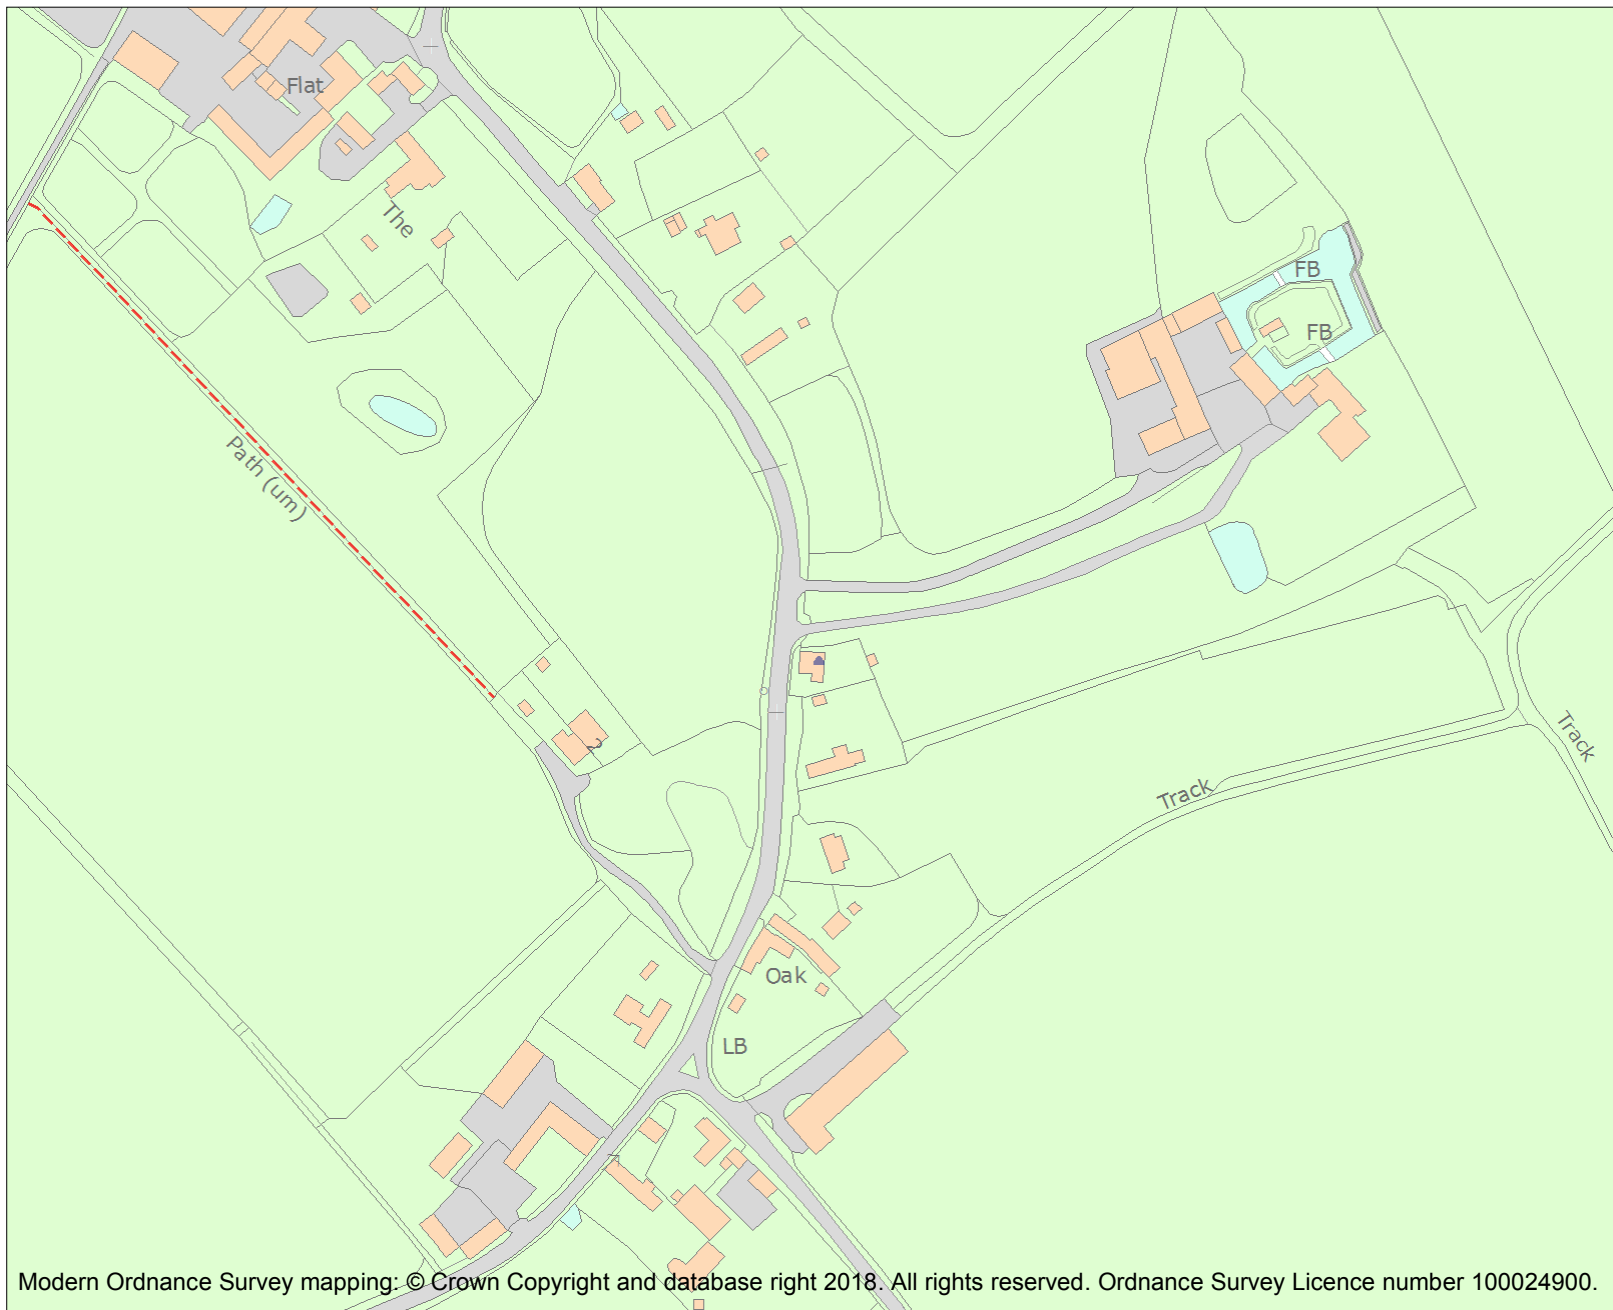 Flat
The
FB
FB
Path (um)
2
Track
Track
Oak
LB
Modern Ordnance Survey mapping: © Crown Copyright and database right 2018. All rights reserved. Ordnance Survey Licence number 100024900.